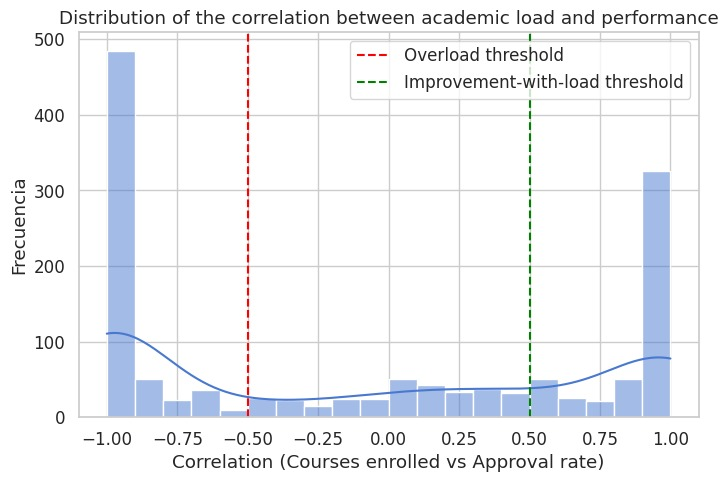 Distribution of the correlation between academic load and performance
500
400
300
200
100
0
Overload threshold
Improvement-with-load threshold
Frecuencia
−1.00 −0.75 −0.50 −0.25 0.00 0.25 0.50 0.75 1.00
Correlation (Courses enrolled vs Approval rate)